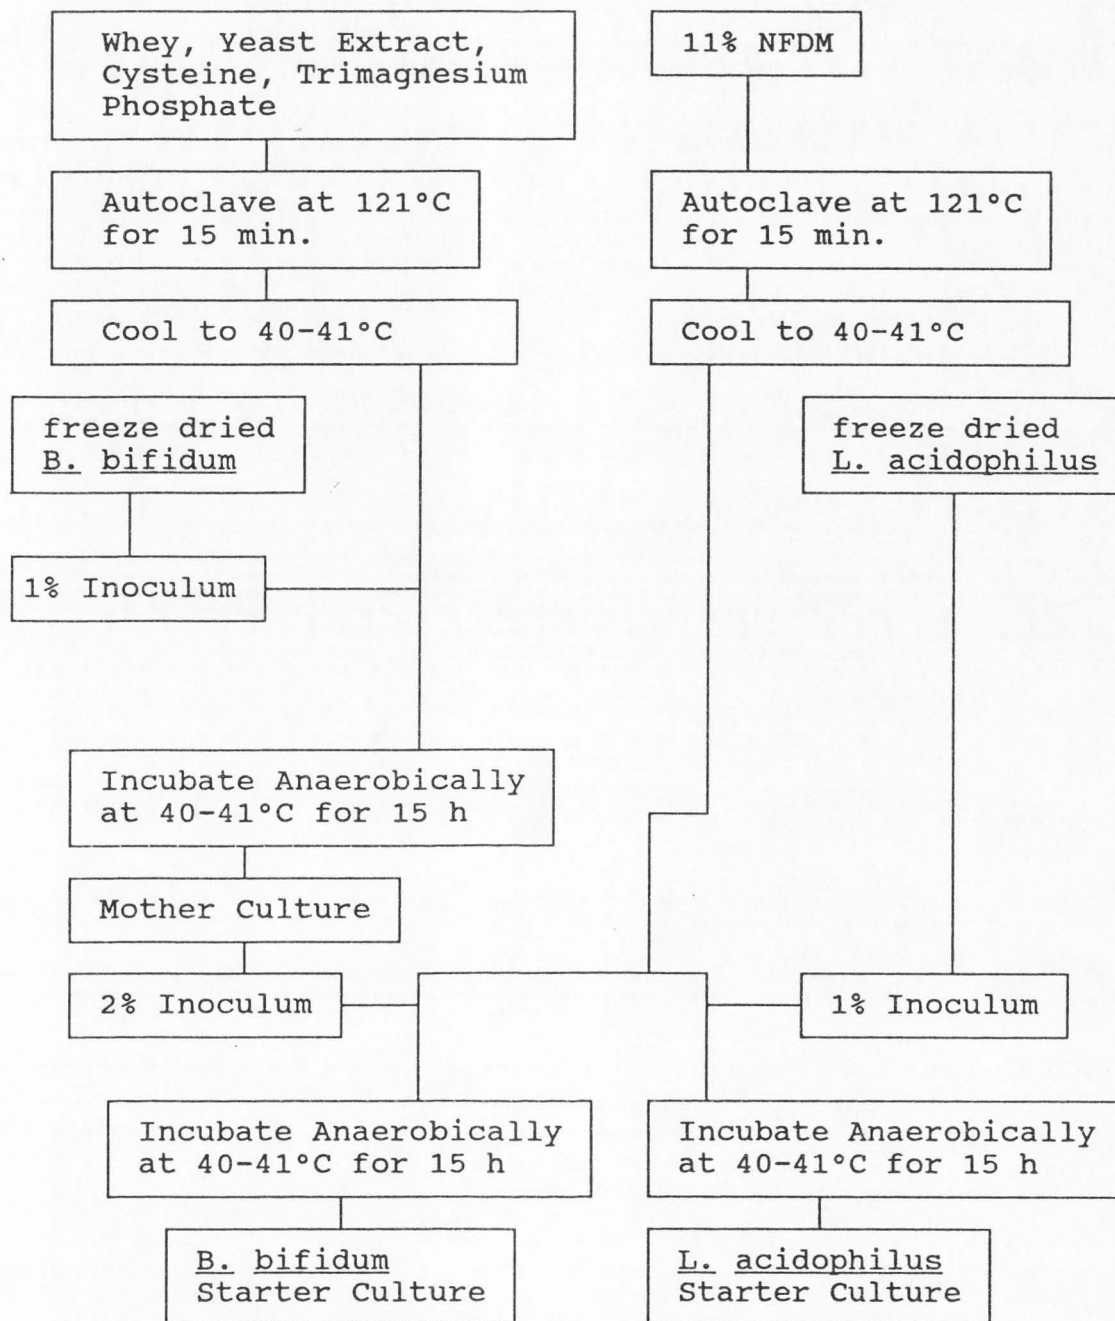 Whey, Yeast Extract,
Cysteine, Trimagnesium
Phosphate
11% NFDM
Autoclave at 121°C
for 15 min.
Autoclave at 121°C
for 15 min.
Cool to 40-41°C
Cool to 40-41°C
freeze dried
B. bifidum
freeze dried
L. acidophilus
1% Inoculum
Incubate Anaerobically
at 40-41°C for 15 h
Mother Culture
2% Inoculum
1% Inoculum
Incubate Anaerobically
at 40-41°C for 15 h
Incubate Anaerobically
at 40-41°C for 15 h
B. bifidum
Starter Culture
L. acidophilus
Starter Culture